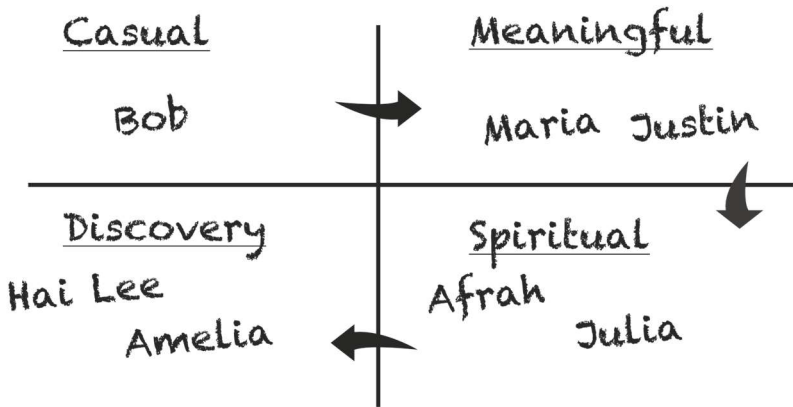 Casual
Bob
Meaningful
Maria Justin
Discovery
Hai Lee
Amelia
Spiritual
Afrah
Julia